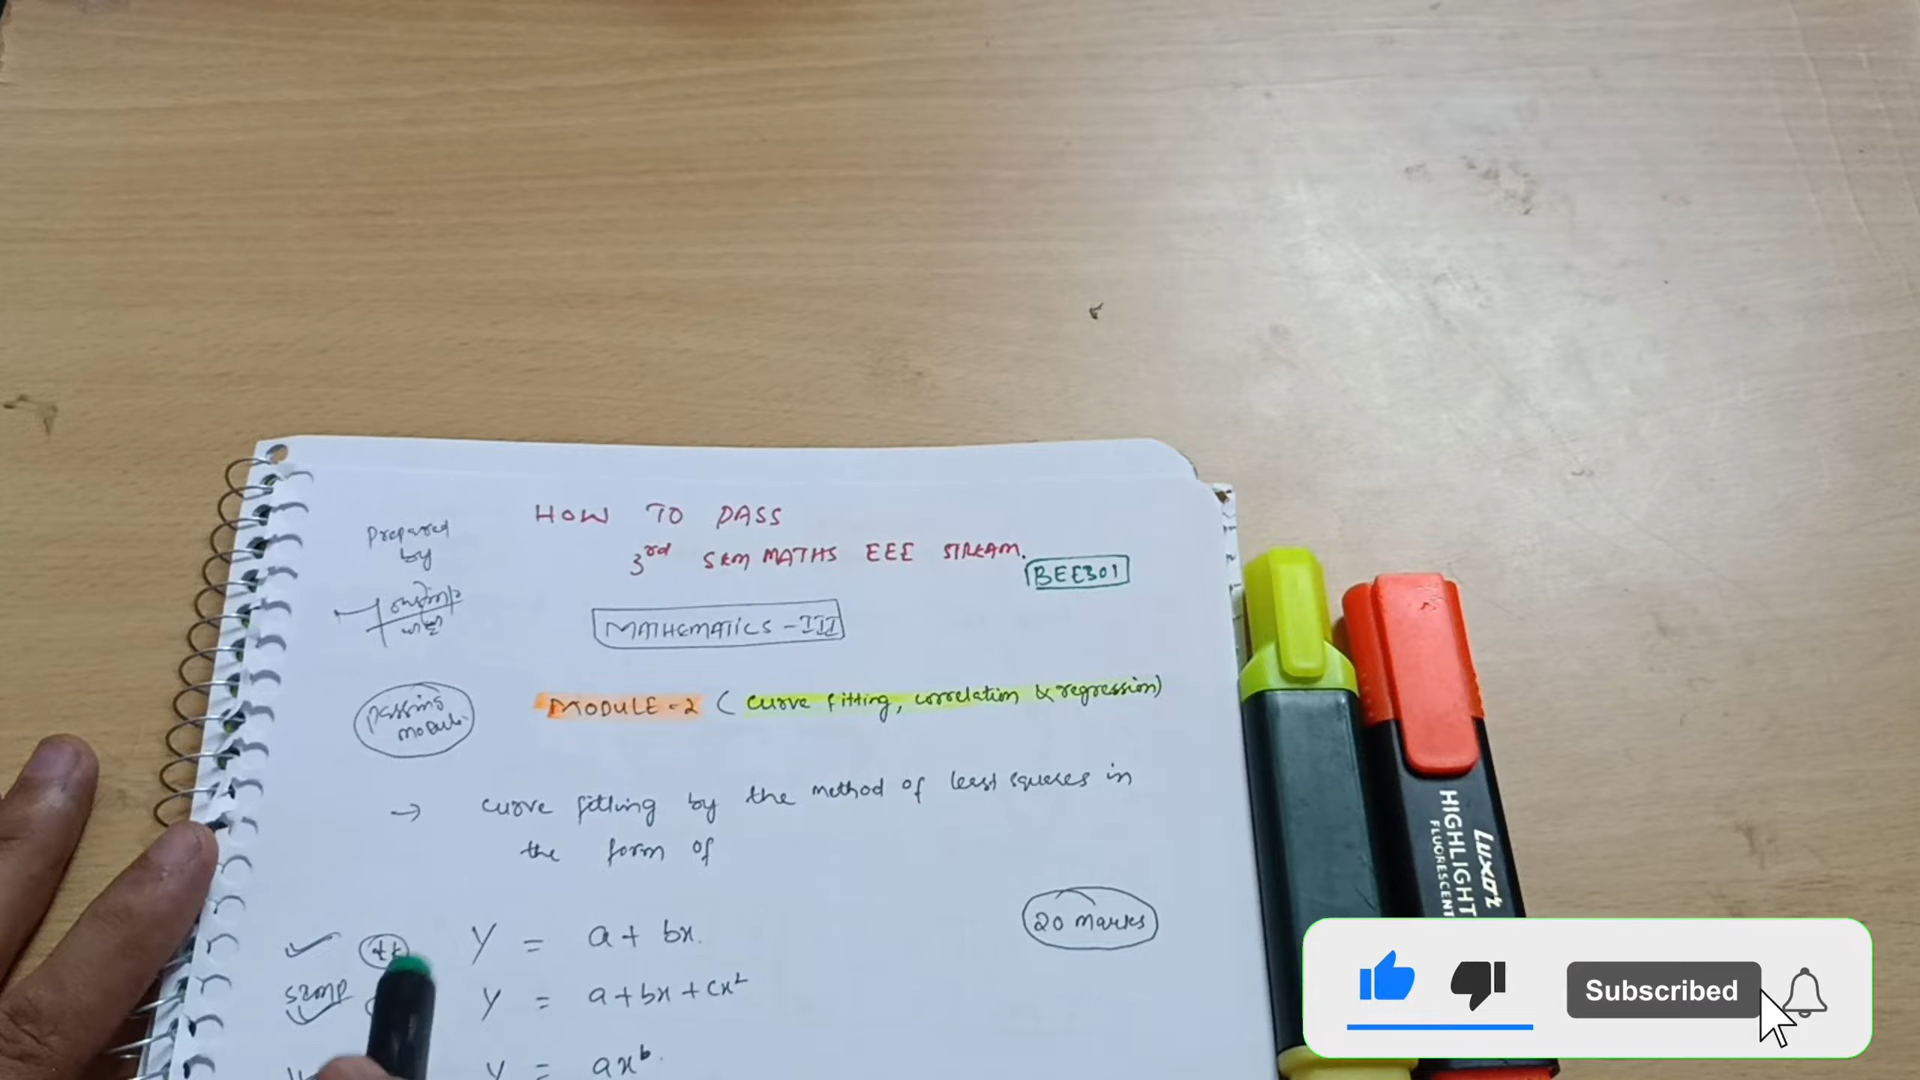 HOW TO PASS
3rd SEM MATHS EEE STREAM.
BEE301
Prepared
by
MATHEMATICS - III
passing
module
MODULE - 2 ( curve fitting, correlation & regression)
→ curve fitting by the method of least squares in
the form of
20 marks
y = a + bx.
y = a + bx + cx²
y = ax^b.
LUXOR
HIGHLIGHT
FLUORESCENT
Subscribed